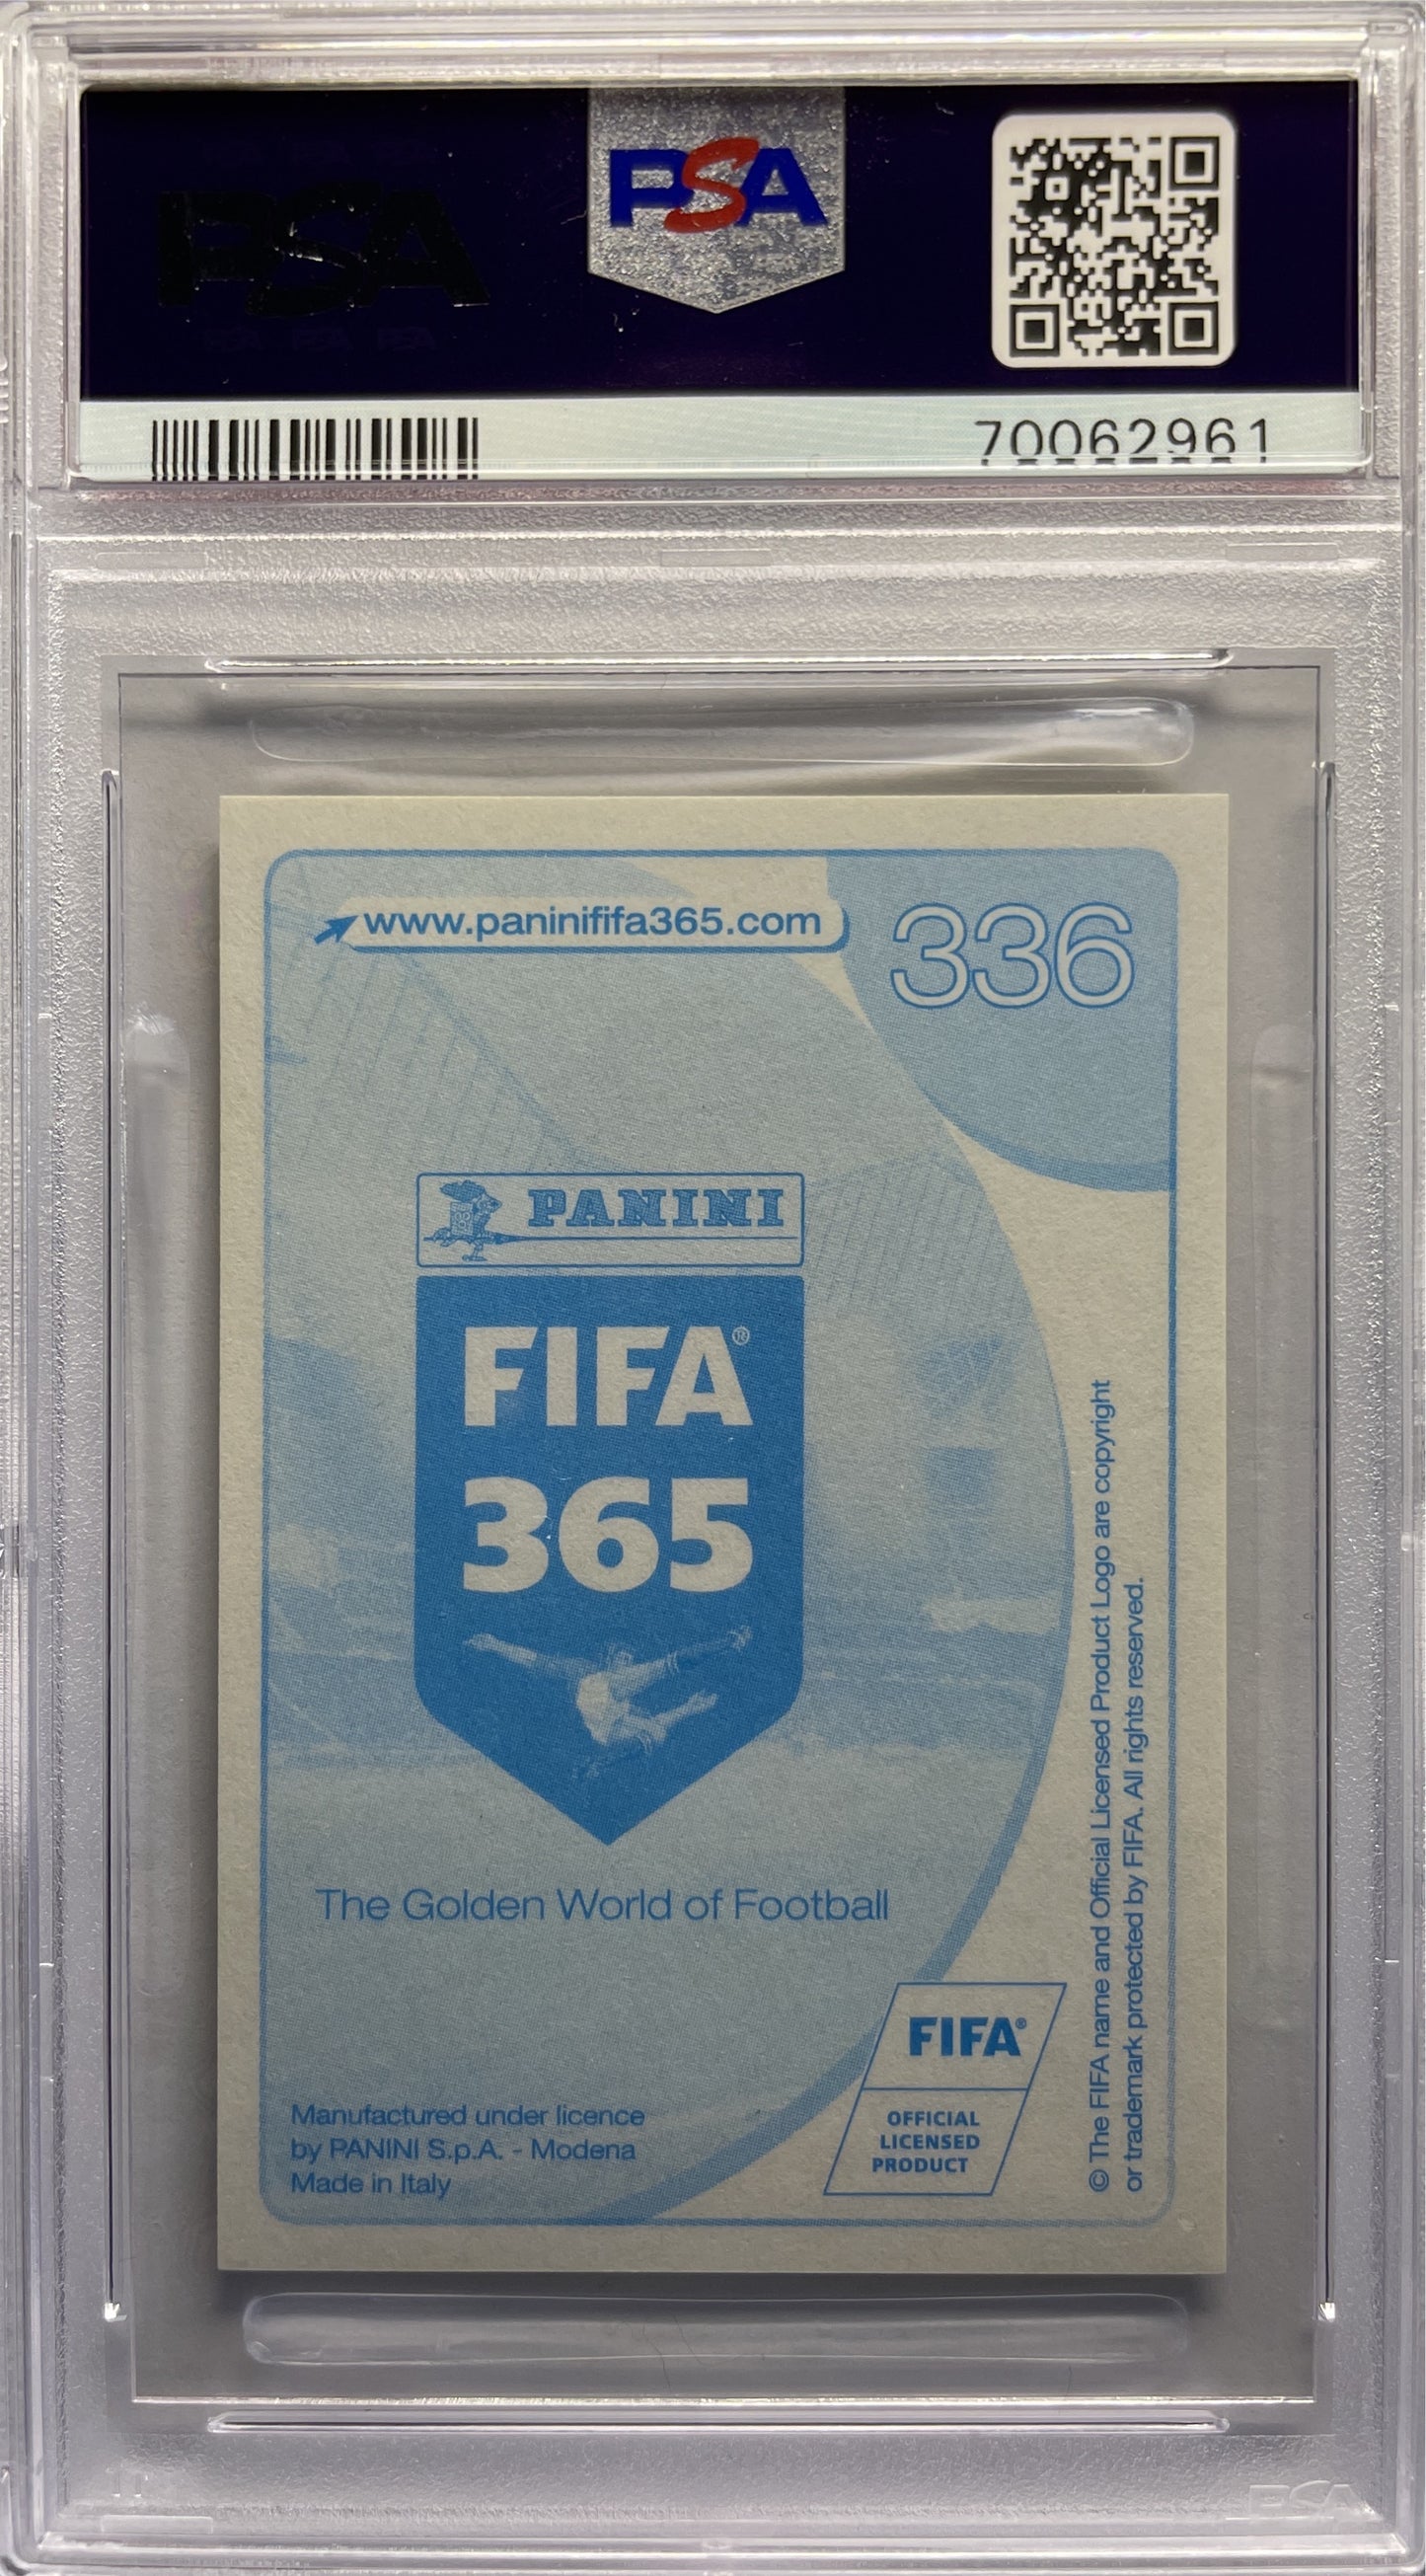 PSA
PSA
70062961
www.paninififa365.com
336
PANINI
FIFA®
365
The Golden World of Football
FIFA®
OFFICIAL
LICENSED
PRODUCT
Manufactured under licence
by PANINI S.p.A. - Modena
Made in Italy
© The FIFA name and Official Licensed Product Logo are copyright
or trademark protected by FIFA. All rights reserved.
PSA